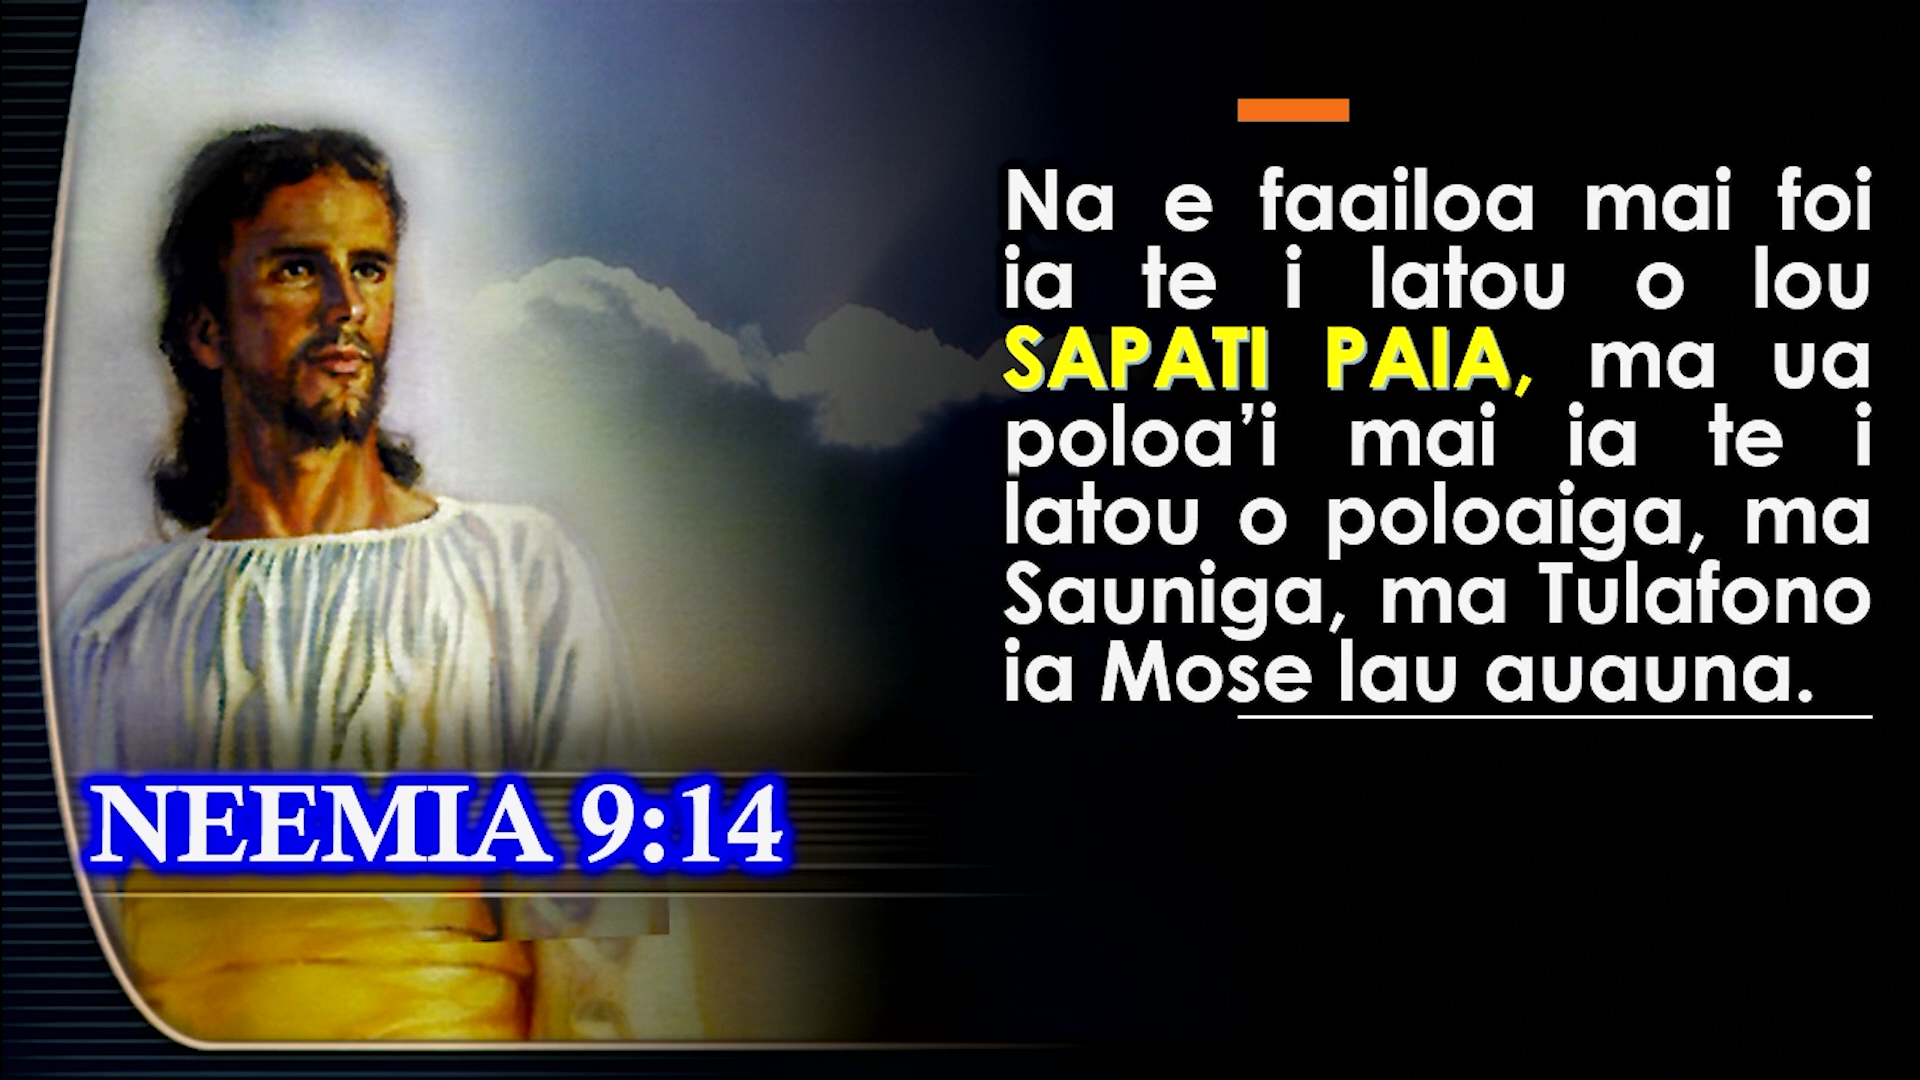 Na e faailoa mai foi
ia te i latou o lou
SAPATI PAIA, ma ua
poloa’i mai ia te i
latou o poloaiga, ma
Sauniga, ma Tulafono
ia Mose lau auauna.
NEEMIA 9:14